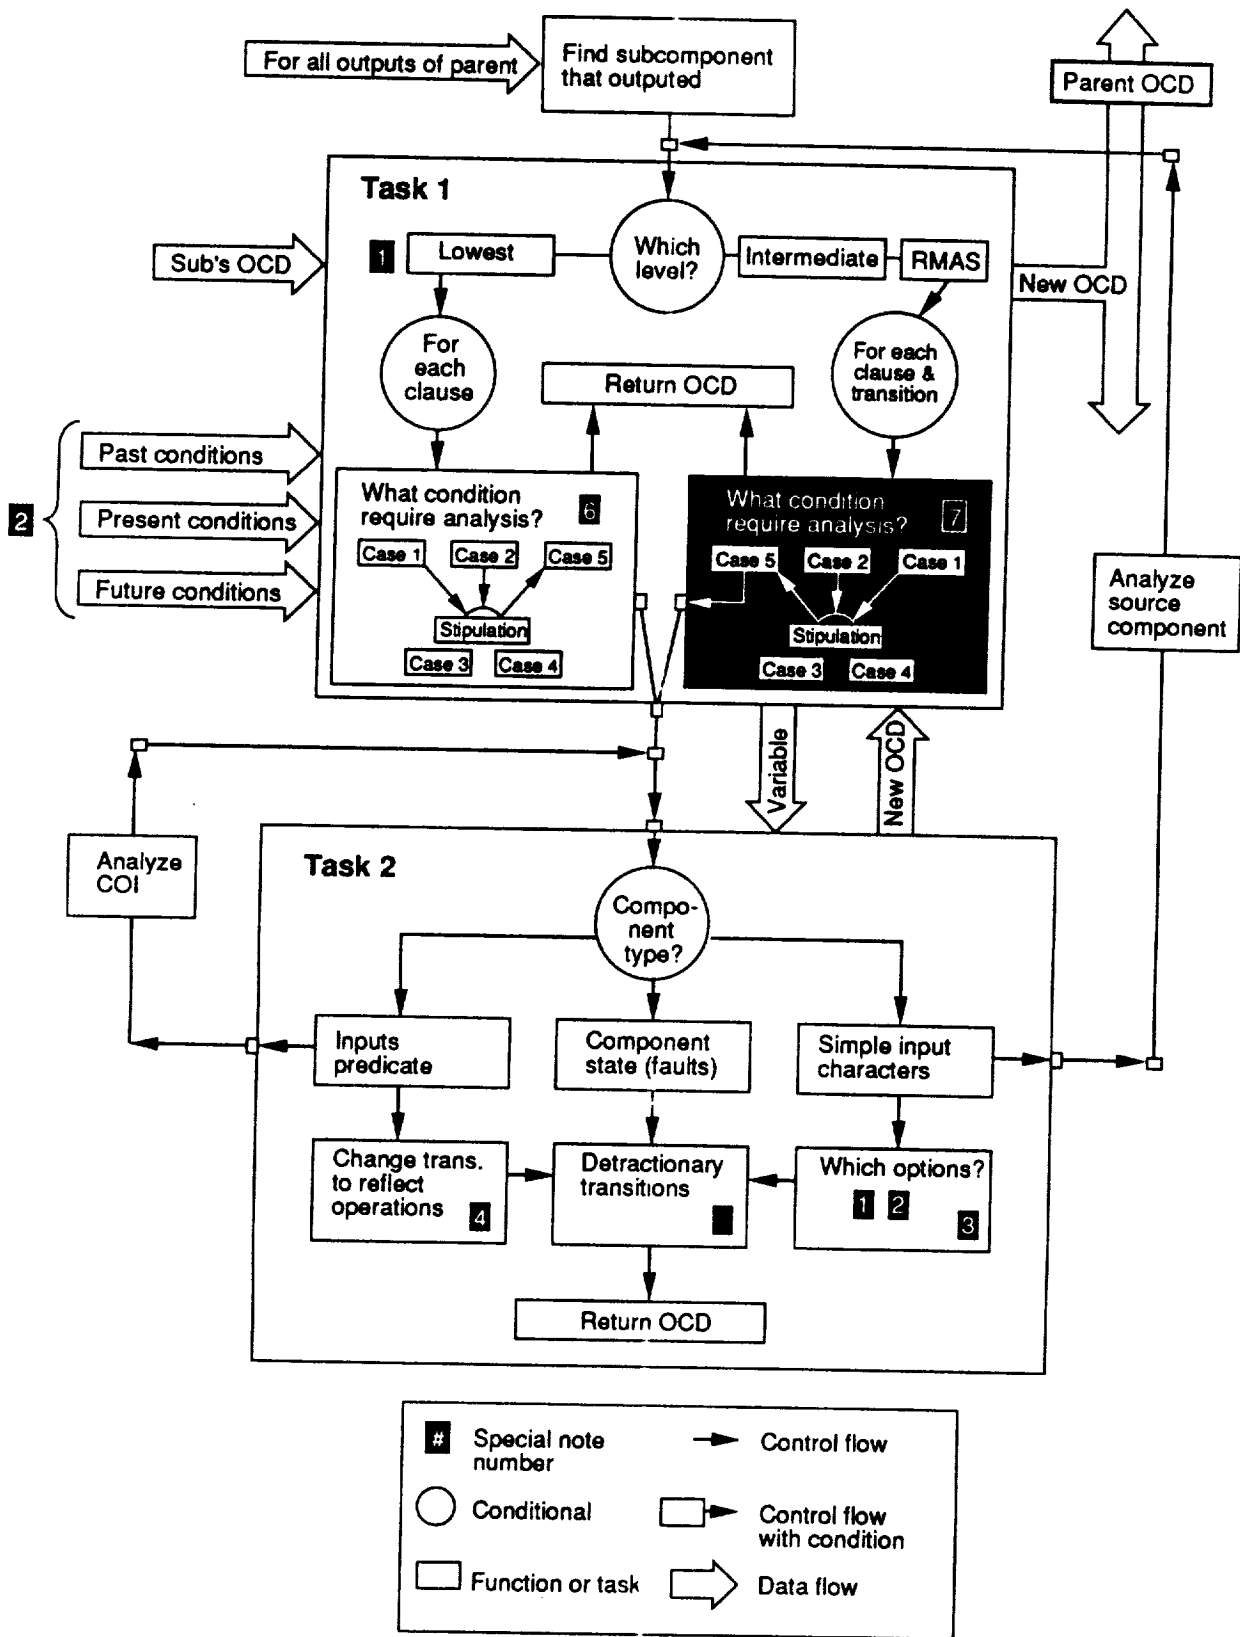 For all outputs of parent
Find subcomponent
that outputed
Parent OCD
Task 1
1
Lowest
Which
level?
Intermediate
RMAS
Sub's OCD
New OCD
For
each
clause
Return OCD
For each
clause &
transition
2
Past conditions
Present conditions
Future conditions
What condition
require analysis?
6
Case 1
Case 2
Case 5
Stipulation
Case 3
Case 4
What condition
require analysis?
7
Case 5
Case 2
Case 1
Stipulation
Case 3
Case 4
Analyze
source
component
Variable
New OCD
Analyze
COI
Task 2
Compo-
nent
type?
Inputs
predicate
Component
state (faults)
Simple input
characters
Change trans.
to reflect
operations
4
Detractionary
transitions
Which options?
1 2
3
Return OCD
# Special note
number
Control flow
Conditional
Control flow
with condition
Function or task
Data flow